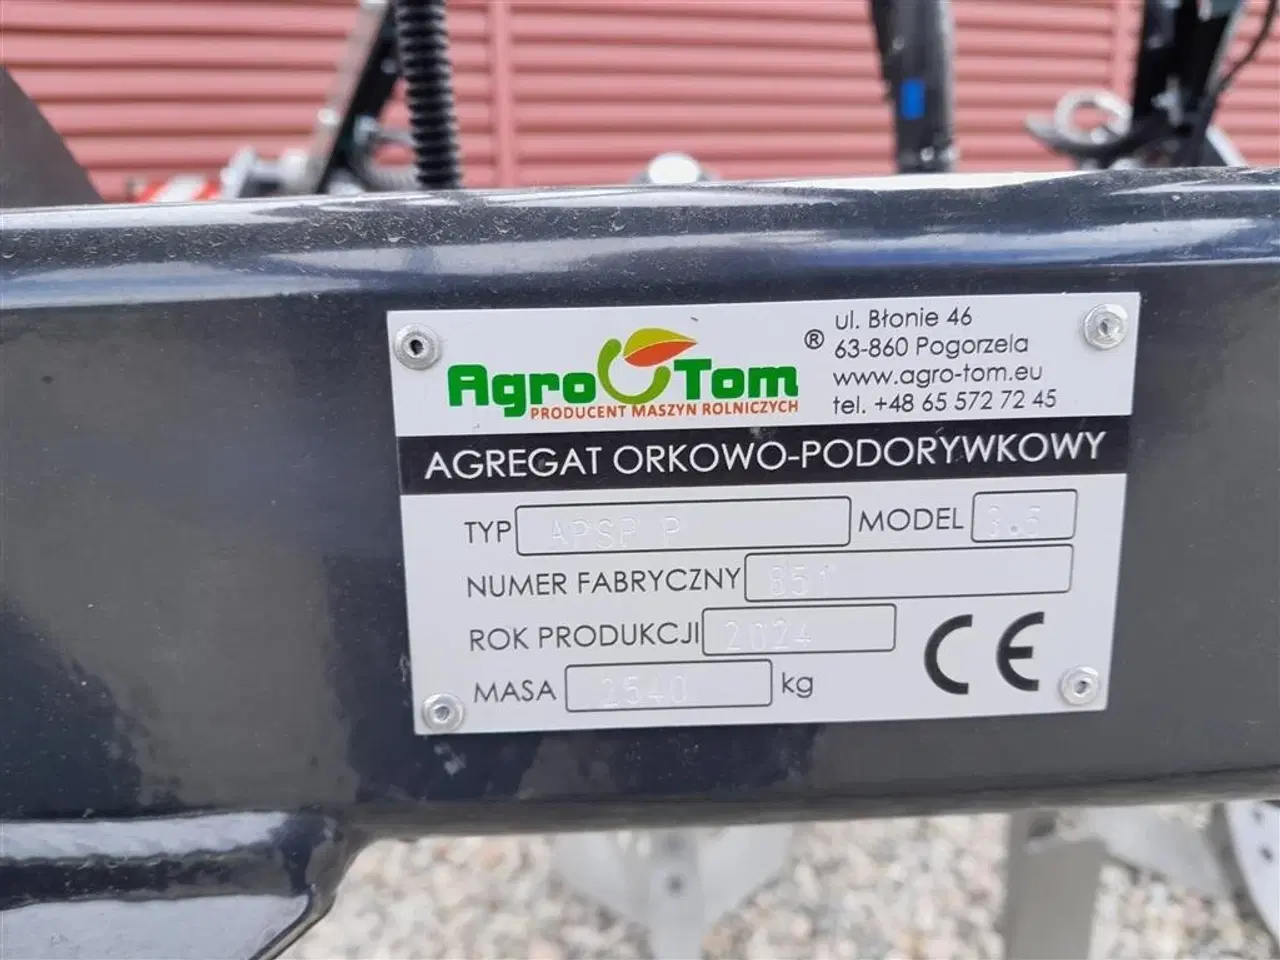 Agro Tom ®
PRODUCENT MASZYN ROLNICZYCH
ul. Błonie 46
63-860 Pogorzela
www.agro-tom.eu
tel. +48 65 572 72 45
AGREGAT ORKOWO-PODORYWKOWY
TYP APSP P MODEL 3.5
NUMER FABRYCZNY 851
ROK PRODUKCJI 2024
MASA 2540 kg
CE